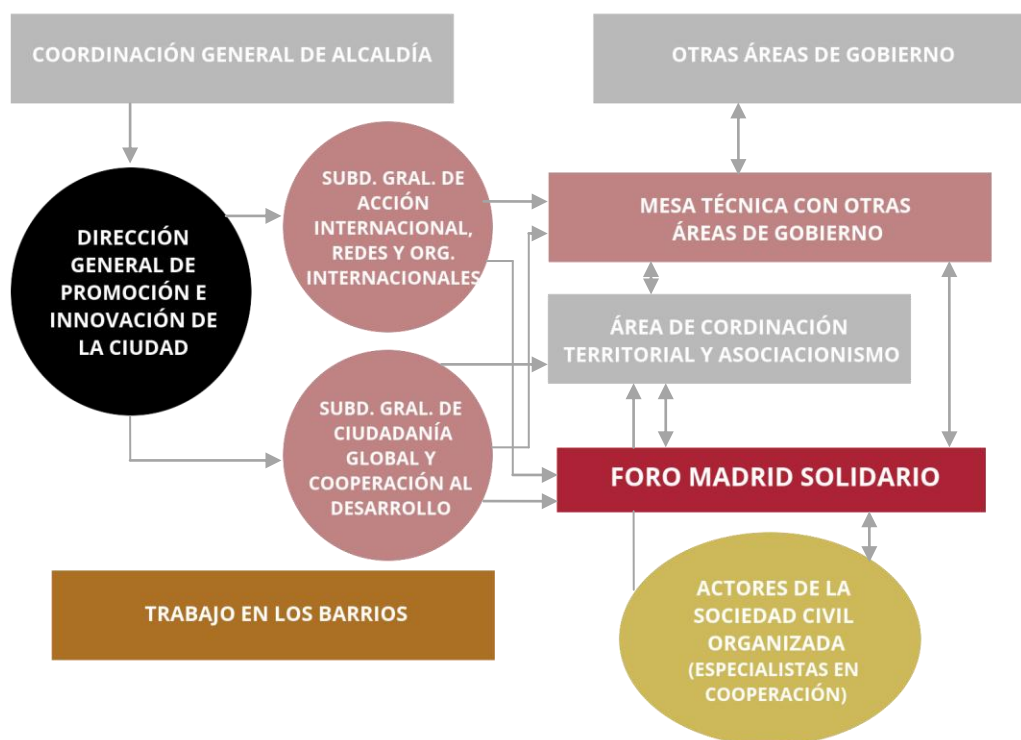 COORDINACIÓN GENERAL DE ALCALDÍA
OTRAS ÁREAS DE GOBIERNO
DIRECCIÓN
GENERAL DE
PROMOCIÓN E
INNOVACIÓN DE
LA CIUDAD
SUBD. GRAL. DE
ACCIÓN
INTERNACIONAL,
REDES Y ORG.
INTERNACIONALES
MESA TÉCNICA CON OTRAS
ÁREAS DE GOBIERNO
ÁREA DE CORDINACIÓN
TERRITORIAL Y ASOCIACIONISMO
SUBD. GRAL. DE
CIUDADANÍA
GLOBAL Y
COOPERACIÓN AL
DESARROLLO
FORO MADRID SOLIDARIO
TRABAJO EN LOS BARRIOS
ACTORES DE LA
SOCIEDAD CIVIL
ORGANIZADA
(ESPECIALISTAS EN
COOPERACIÓN)